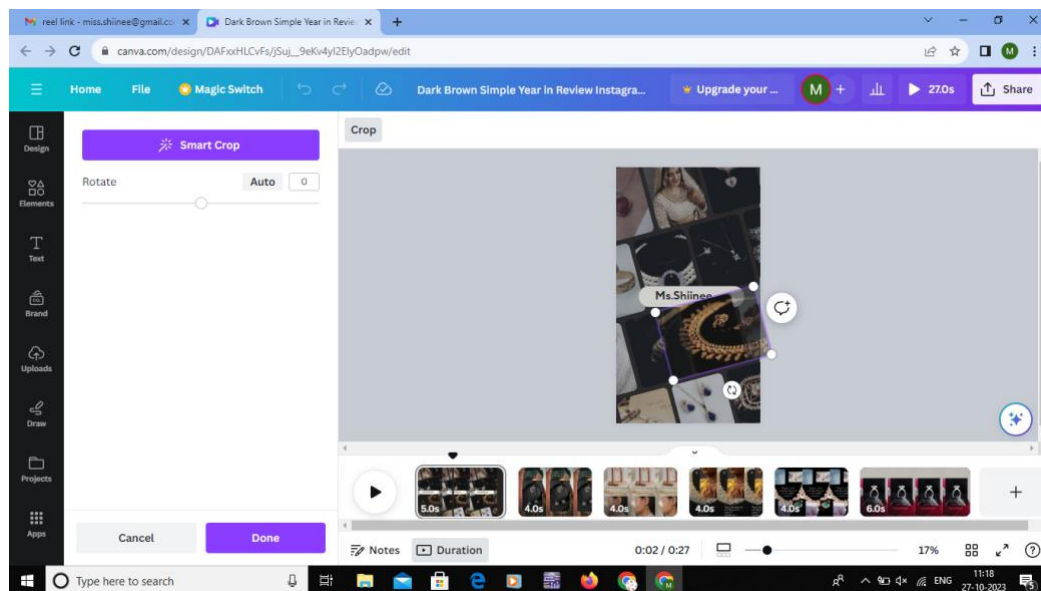 reel link - miss.shiinee@gmail.co
Dark Brown Simple Year in Revie
canva.com/design/DAFxxHLCvFs/jSuj__9eKv4yI2ElyOadpw/edit
M
Home File Magic Switch Dark Brown Simple Year in Review Instagra... Upgrade your ... M + 27.0s Share
Design
Elements
Text
Brand
Uploads
Draw
Projects
Apps
Smart Crop
Rotate Auto 0
Cancel Done
Crop
Ms.Shiinee
5.0s 4.0s 4.0s 4.0s 4.0s 6.0s
Notes Duration 0:02 / 0:27 17%
Type here to search
ENG 11:18
27-10-2023